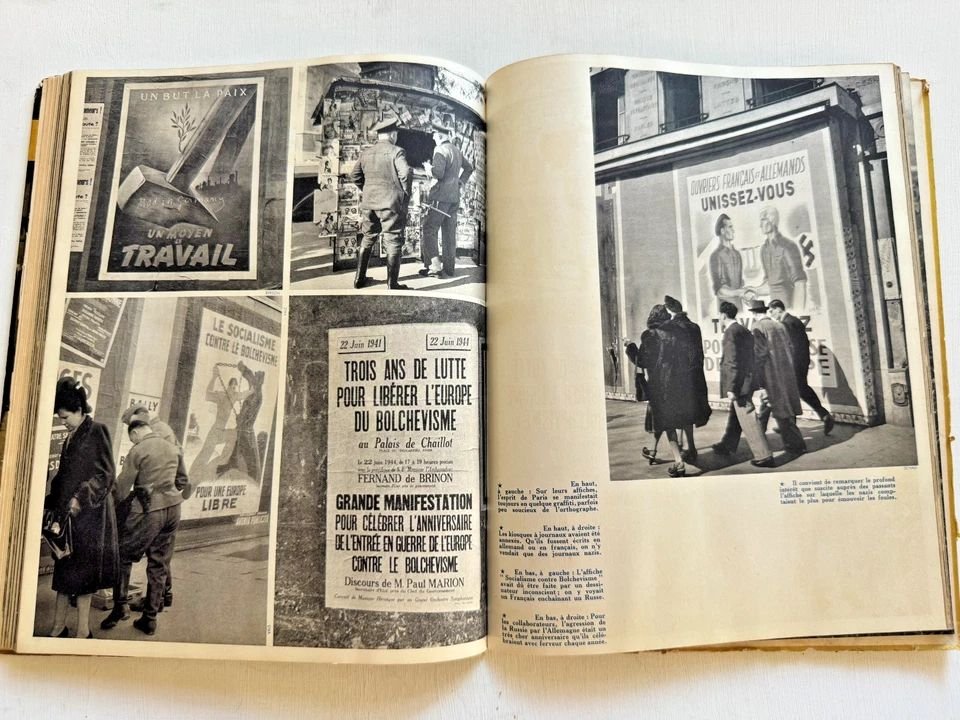 UN BUT LA PAIX
UN MOYEN
TRAVAIL
LE SOCIALISME
CONTRE LE BOLCHEVISME
POUR UNE EUROPE
LIBRE
22 Juin 1941
22 Juin 1944
TROIS ANS DE LUTTE
POUR LIBÉRER L'EUROPE
DU BOLCHEVISME
au Palais de Chaillot
Le 22 Juin 1944, de 17 à 19 heures précises
FERNAND DE BRINON
GRANDE MANIFESTATION
POUR CÉLÉBRER L'ANNIVERSAIRE
DE L'ENTRÉE EN GUERRE DE L'EUROPE
CONTRE LE BOLCHEVISME
Discours de M. Paul MARION
OUVRIERS FRANÇAIS ET ALLEMANDS
UNISSEZ-VOUS
★ En haut,
à gauche : Sur leurs affiches,
l'esprit de Paris se manifestait
toujours en quelque graffiti, parfois
peu soucieux de l'orthographe.
★ En haut, à droite :
Les kiosques à journaux avaient été
annexés. Qu'ils fussent écrits en
allemand ou en français, on n'y
vendait que des journaux nazis.
★ En bas, à gauche : L'affiche
"Socialisme contre Bolchevisme"
avait dû être faite par un des-
sinateur inconscient ; on y voyait
un Français enchaînant un Russe.
★ En bas, à droite : Pour
les collaborateurs, l'agression de
la Russie par l'Allemagne était un
très cher anniversaire qu'ils célé-
braient avec ferveur chaque année.
★ Il convient de remarquer le profond
intérêt que suscite auprès des passants
l'affiche sur laquelle les nazis comp-
taient le plus pour émouvoir les foules.